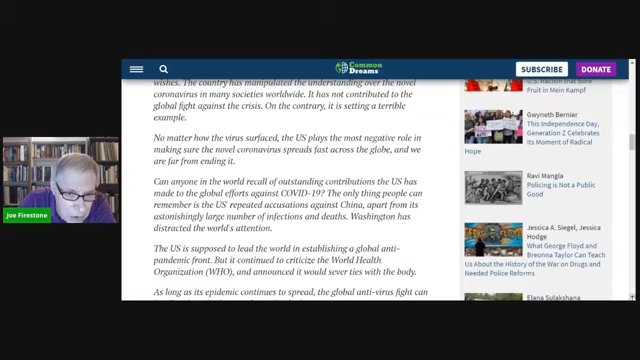 Common
Dreams
SUBSCRIBE
DONATE
wishes. The country has manipulated the understanding over the novel
coronavirus in many societies worldwide. It has not contributed to the
global fight against the crisis. On the contrary, it is setting a terrible
example.
No matter how the virus surfaced, the US plays the most negative role in
making sure the novel coronavirus spreads fast across the globe, and we
are far from ending it.
Can anyone in the world recall of outstanding contributions the US has
made to the global efforts against COVID-19? The only thing people can
remember is the US' repeated accusations against China, apart from its
astonishingly large number of infections and deaths. Washington has
distracted the world's attention.
The US is supposed to lead the world in establishing a global anti-
pandemic front. But it continued to criticize the World Health
Organization (WHO), and announced it would sever ties with the body.
As long as its epidemic continues to spread, the global anti-virus fight can
U.S. Racism that Bore
Fruit in Mein Kampf
Gwyneth Bernier
This Independence Day,
Generation Z Celebrates
Its Moment of Radical
Hope
Ravi Mangla
Policing is Not a Public
Good
Jessica A. Siegel, Jessica
Hodge
What George Floyd and
Breonna Taylor Can Teach
Us About the History of the War on Drugs and
Needed Police Reforms
Elana Sulakshana
Joe Firestone